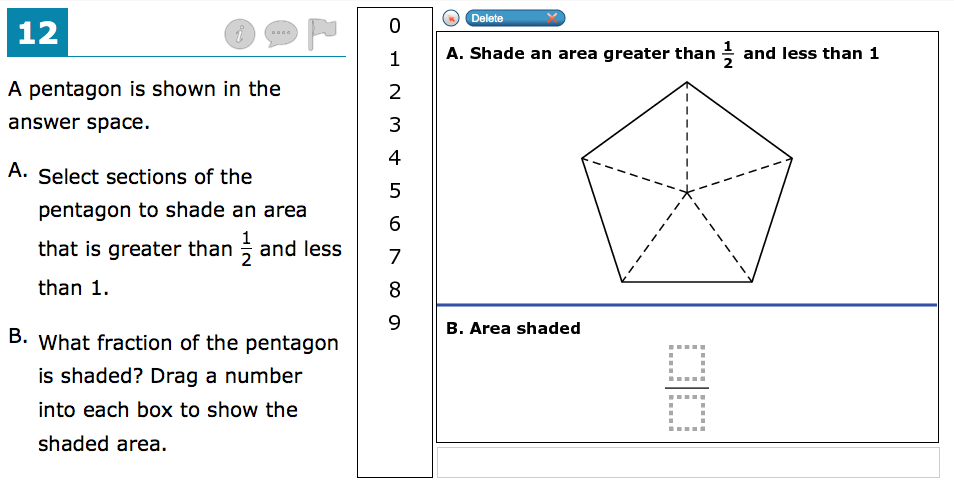 12
A pentagon is shown in the
answer space.
A. Select sections of the
pentagon to shade an area
that is greater than 1/2 and less
than 1.
B. What fraction of the pentagon
is shaded? Drag a number
into each box to show the
shaded area.
0
1
2
3
4
5
6
7
8
9
Delete
A. Shade an area greater than 1/2 and less than 1
B. Area shaded